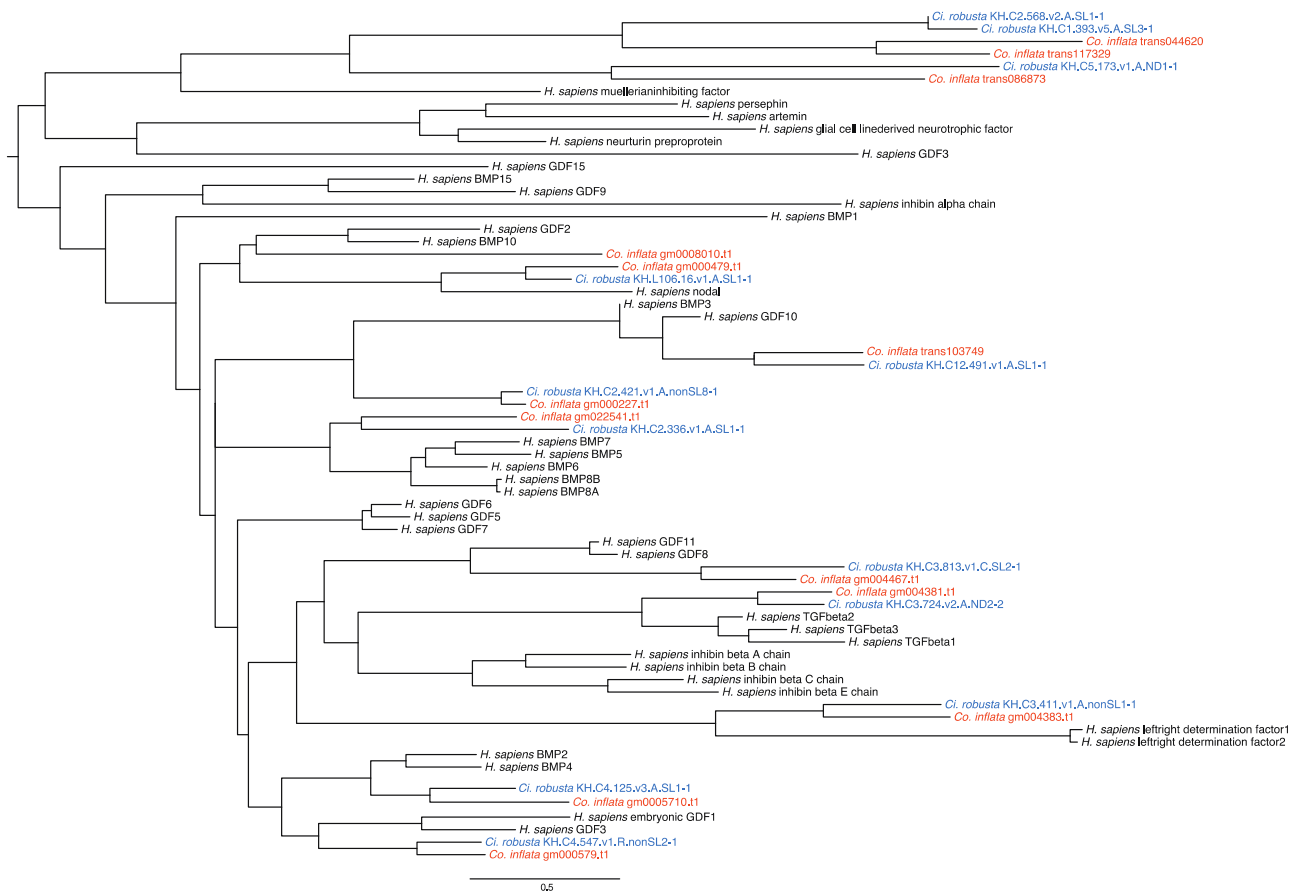 Ci. robusta KH.C2.568.v2.A.SL1-1
Ci. robusta KH.C1.393.v5.A.SL3-1
Co. inflata trans044620
Co. inflata trans117329
Ci. robusta KH.C5.173.v1.A.ND1-1
Co. inflata trans086873
H. sapiens muellerianinhibiting factor
H. sapiens persephin
H. sapiens artemin
H. sapiens glial cell linederived neurotrophic factor
H. sapiens neurturin preproprotein
H. sapiens GDF3
H. sapiens GDF15
H. sapiens BMP15
H. sapiens GDF9
H. sapiens inhibin alpha chain
H. sapiens BMP1
H. sapiens GDF2
H. sapiens BMP10
Co. inflata gm0008010.t1
Co. inflata gm000479.t1
Ci. robusta KH.L106.16.v1.A.SL1-1
H. sapiens nodal
H. sapiens BMP3
H. sapiens GDF10
Co. inflata trans103749
Ci. robusta KH.C12.491.v1.A.SL1-1
Ci. robusta KH.C2.421.v1.A.nonSL8-1
Co. inflata gm000227.t1
Co. inflata gm022541.t1
Ci. robusta KH.C2.336.v1.A.SL1-1
H. sapiens BMP7
H. sapiens BMP5
H. sapiens BMP6
H. sapiens BMP8B
H. sapiens BMP8A
H. sapiens GDF6
H. sapiens GDF5
H. sapiens GDF7
H. sapiens GDF11
H. sapiens GDF8
Ci. robusta KH.C3.813.v1.C.SL2-1
Co. inflata gm004467.t1
Co. inflata gm004381.t1
Ci. robusta KH.C3.724.v2.A.ND2-2
H. sapiens TGFbeta2
H. sapiens TGFbeta3
H. sapiens TGFbeta1
H. sapiens inhibin beta A chain
H. sapiens inhibin beta B chain
H. sapiens inhibin beta C chain
H. sapiens inhibin beta E chain
Ci. robusta KH.C3.411.v1.A.nonSL1-1
Co. inflata gm004383.t1
H. sapiens leftright determination factor1
H. sapiens leftright determination factor2
H. sapiens BMP2
H. sapiens BMP4
Ci. robusta KH.C4.125.v3.A.SL1-1
Co. inflata gm0005710.t1
H. sapiens embryonic GDF1
H. sapiens GDF3
Ci. robusta KH.C4.547.v1.R.nonSL2-1
Co. inflata gm000579.t1
0.5